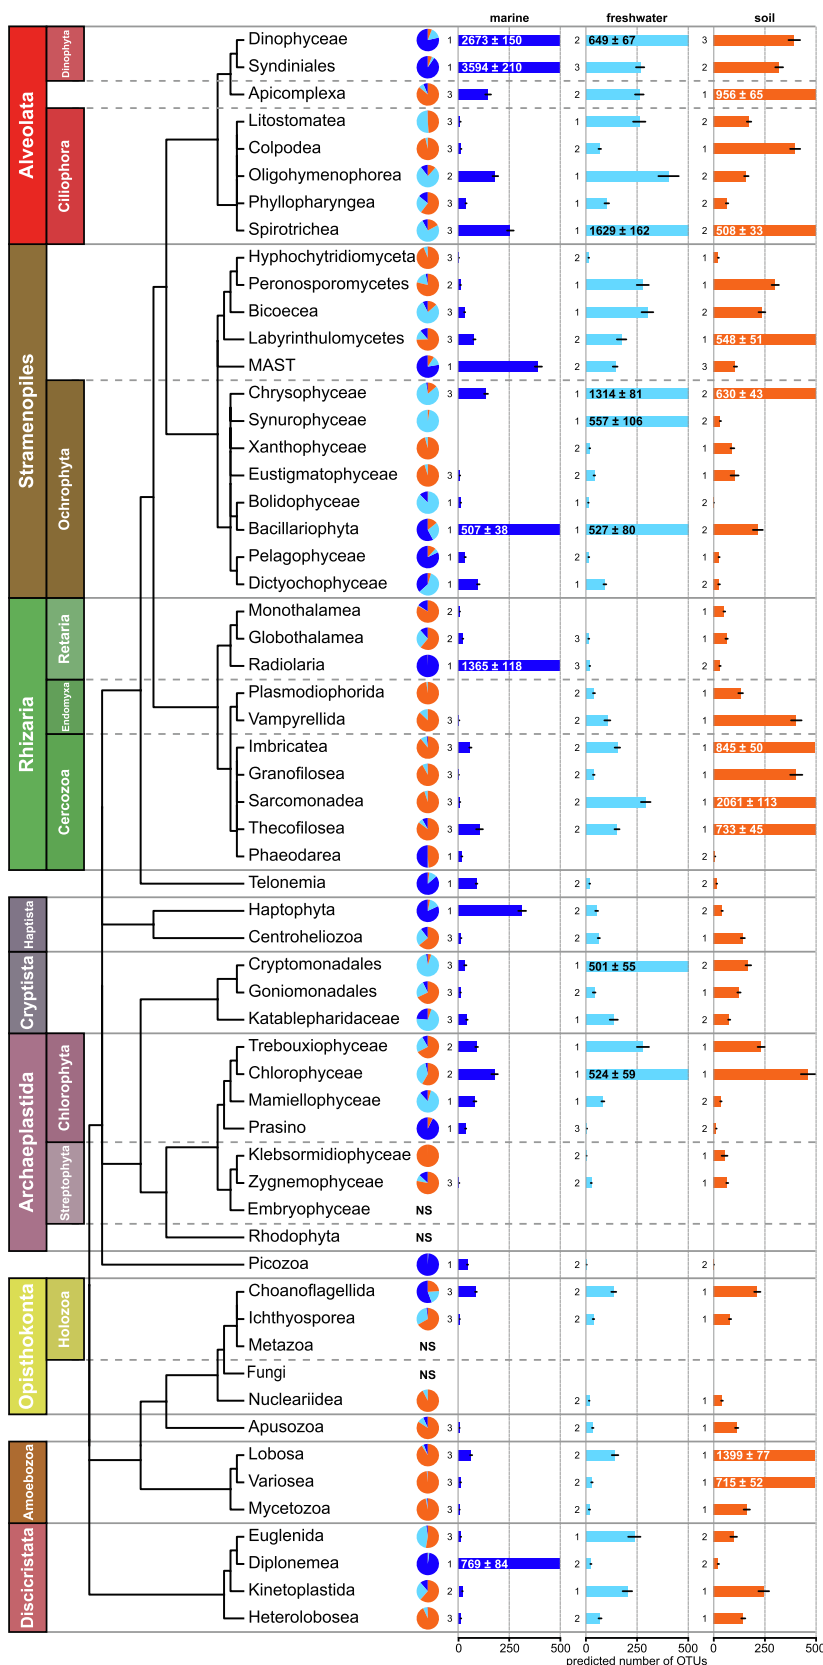 marine freshwater soil
Alveolata
Dinophyta
Dinophyceae 1 2673 ± 150 2 649 ± 67 3
Syndiniales 1 3594 ± 210 3 2
Apicomplexa 3 2 1 956 ± 65
Ciliophora
Litostomatea 3 1 2
Colpodea 3 2 1
Oligohymenophorea 2 1 2
Phyllopharyngea 3 1 2
Spirotrichea 3 1 1629 ± 162 2 508 ± 33
Stramenopiles
Hyphochytridiomyceta 3 2 1
Peronosporomycetes 2 1 1
Bicoecea 3 1 2
Labyrinthulomycetes 3 2 1 548 ± 51
MAST 1 2 3
Ochrophyta
Chrysophyceae 3 1 1314 ± 81 2 630 ± 43
Synurophyceae 1 557 ± 106 2
Xanthophyceae 2 1
Eustigmatophyceae 3 2 1
Bolidophyceae 1 1 2
Bacillariophyta 1 507 ± 38 1 527 ± 80 2
Pelagophyceae 1 2 1
Dictyochophyceae 1 1 2
Rhizaria
Retaria
Monothalamea 2 1
Globothalamea 2 3 1
Radiolaria 1 1365 ± 118 3 2
Endomyxa
Plasmodiophorida 2 1
Vampyrellida 3 2 1
Cercozoa
Imbricatea 3 2 1 845 ± 50
Granofilosea 3 2 1
Sarcomonadea 3 2 1 2061 ± 113
Thecofilosea 3 2 1 733 ± 45
Phaeodarea 1 2
Telonemia 1 2 2
Haptista
Haptophyta 1 2 2
Centroheliozoa 3 2 1
Cryptista
Cryptomonadales 3 1 501 ± 55 2
Goniomonadales 3 2 1
Katablepharidaceae 3 1 2
Archaeplastida
Chlorophyta
Trebouxiophyceae 2 1 1
Chlorophyceae 2 1 524 ± 59 1
Mamiellophyceae 1 1 2
Prasino 1 3 2
Streptophyta
Klebsormidiophyceae 2 1
Zygnemophyceae 3 2 1
Embryophyceae NS
Rhodophyta NS
Picozoa 1 2 2
Opisthokonta
Holozoa
Choanoflagellida 3 2 1
Ichthyosporea 3 2 1
Metazoa NS
Fungi NS
Nucleariidea 2 1
Apusozoa 3 2 1
Amoebozoa
Lobosa 3 2 1 1399 ± 77
Variosea 3 2 1 715 ± 52
Mycetozoa 3 2 1
Discicristata
Euglenida 3 1 2
Diplonemea 1 769 ± 84 2 2
Kinetoplastida 2 1 1
Heterolobosea 3 2 1
0 250 500 0 250 500 0 250 500
predicted number of OTUs